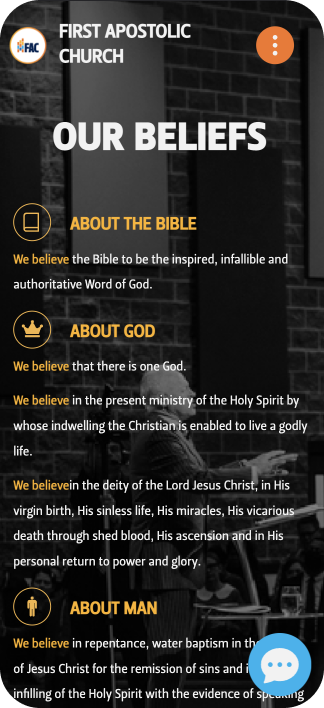 FAC
FIRST APOSTOLIC
CHURCH
OUR BELIEFS
ABOUT THE BIBLE
We believe the Bible to be the inspired, infallible and
authoritative Word of God.
ABOUT GOD
We believe that there is one God.
We believe in the present ministry of the Holy Spirit by
whose indwelling the Christian is enabled to live a godly
life.
We believein the deity of the Lord Jesus Christ, in His
virgin birth, His sinless life, His miracles, His vicarious
death through shed blood, His ascension and in His
personal return to power and glory.
ABOUT MAN
We believe in repentance, water baptism in
of Jesus Christ for the remission of sins and
infilling of the Holy Spirit with the evidence of speaking